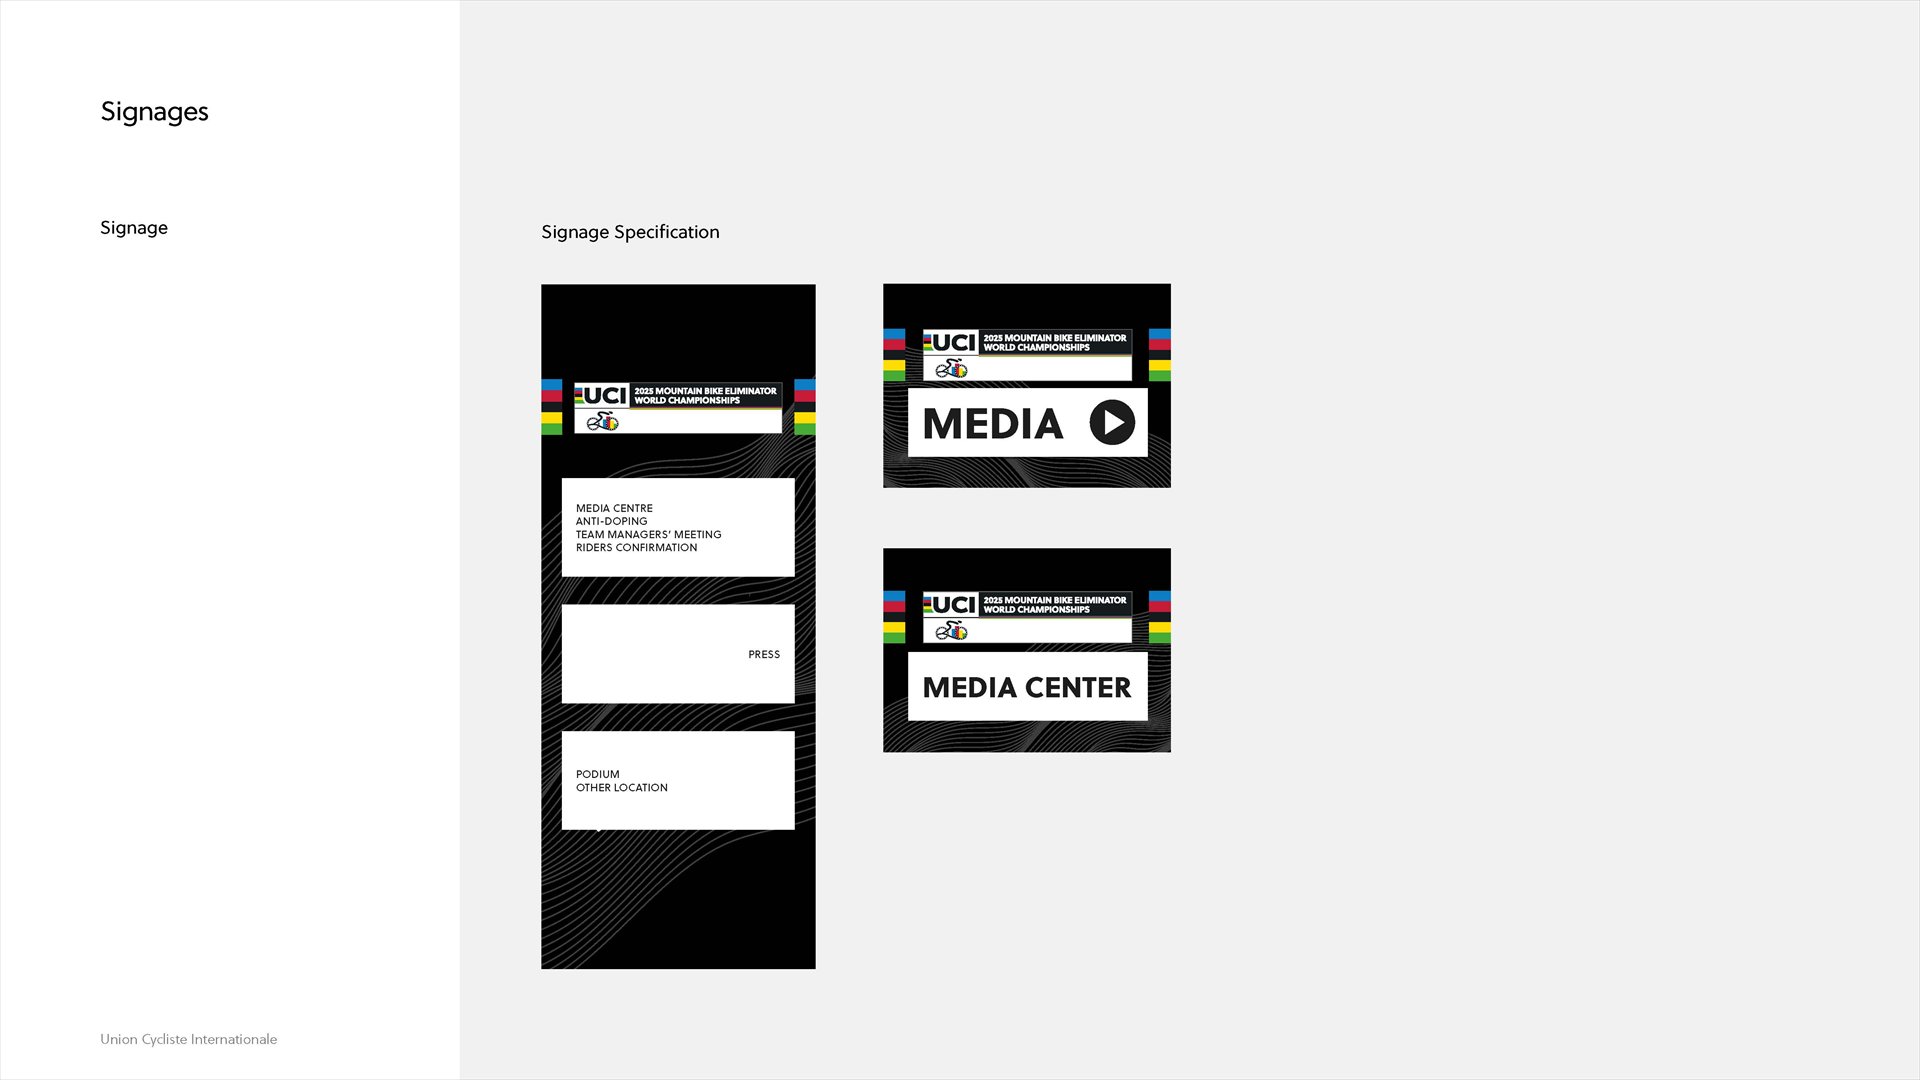 Signages
Signage
Signage Specification
UCI
2025 MOUNTAIN BIKE ELIMINATOR
WORLD CHAMPIONSHIPS
MEDIA CENTRE
ANTI-DOPING
TEAM MANAGERS’ MEETING
RIDERS CONFIRMATION
PRESS
PODIUM
OTHER LOCATION
UCI
2025 MOUNTAIN BIKE ELIMINATOR
WORLD CHAMPIONSHIPS
MEDIA
UCI
2025 MOUNTAIN BIKE ELIMINATOR
WORLD CHAMPIONSHIPS
MEDIA CENTER
Union Cycliste Internationale